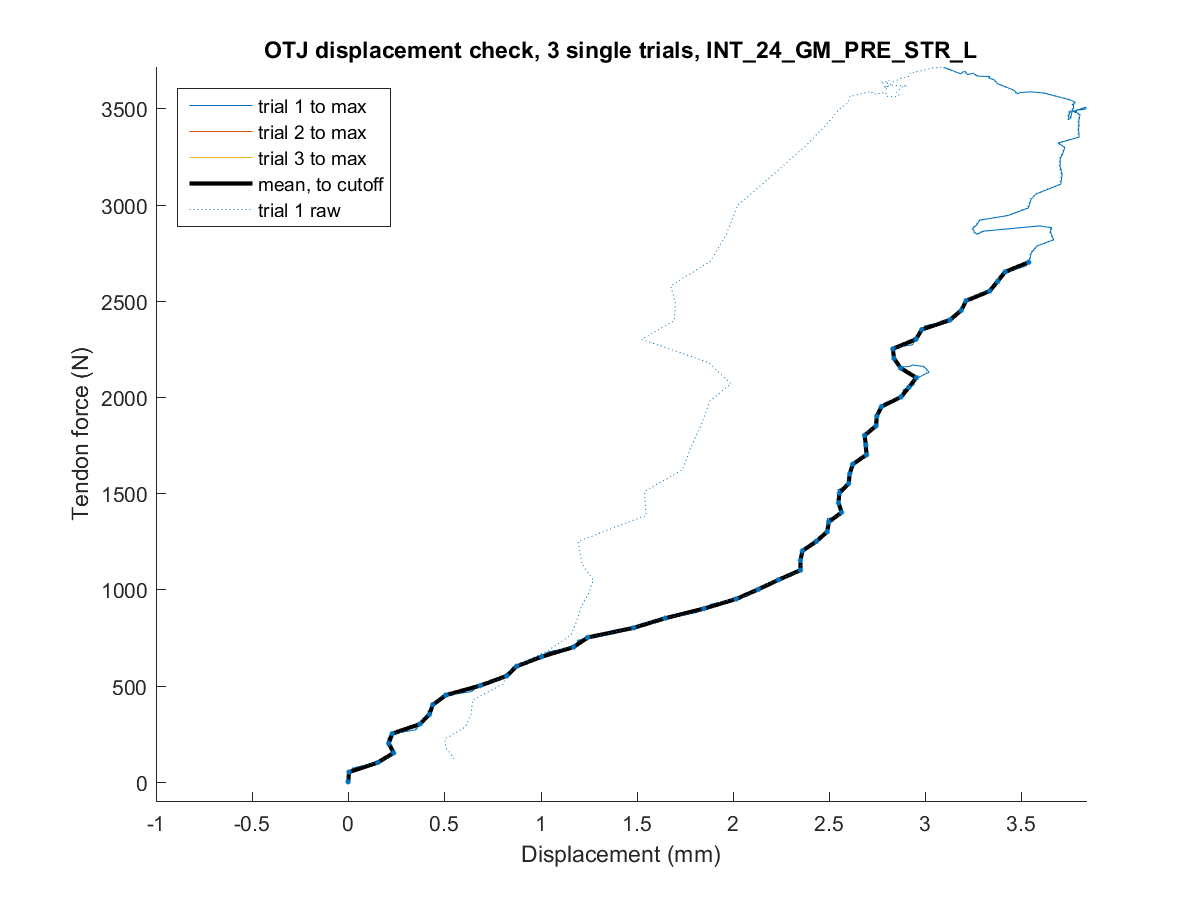 OTJ displacement check, 3 single trials, INT_24_GM_PRE_STR_L
trial 1 to max
trial 2 to max
trial 3 to max
mean, to cutoff
trial 1 raw
Tendon force (N)
3500
3000
2500
2000
1500
1000
500
0
-1 -0.5 0 0.5 1 1.5 2 2.5 3 3.5
Displacement (mm)